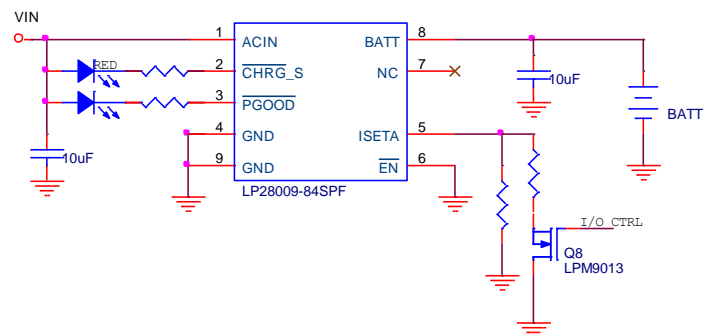 VIN
1 ACIN BATT 8
RED 2 CHRG_S NC 7
3 PGOOD 10uF
BATT
4 GND ISETA 5
10uF 9 GND EN 6
LP28009-84SPF
I/O CTRL
Q8
LPM9013